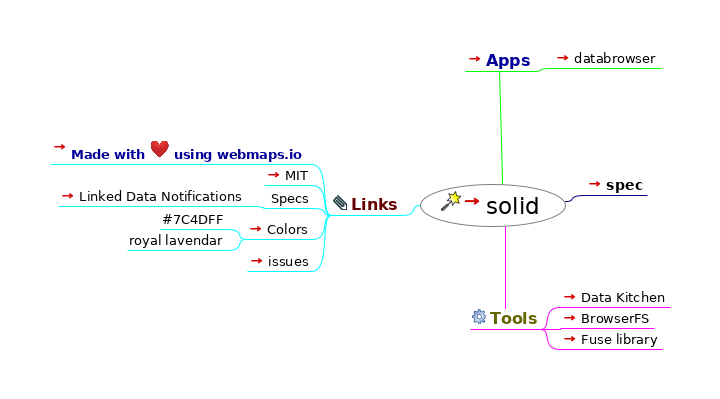 Apps
databrowser
Made with using webmaps.io
MIT
Linked Data Notifications
Specs
#7C4DFF
royal lavendar
Colors
issues
Links
solid
spec
Tools
Data Kitchen
BrowserFS
Fuse library